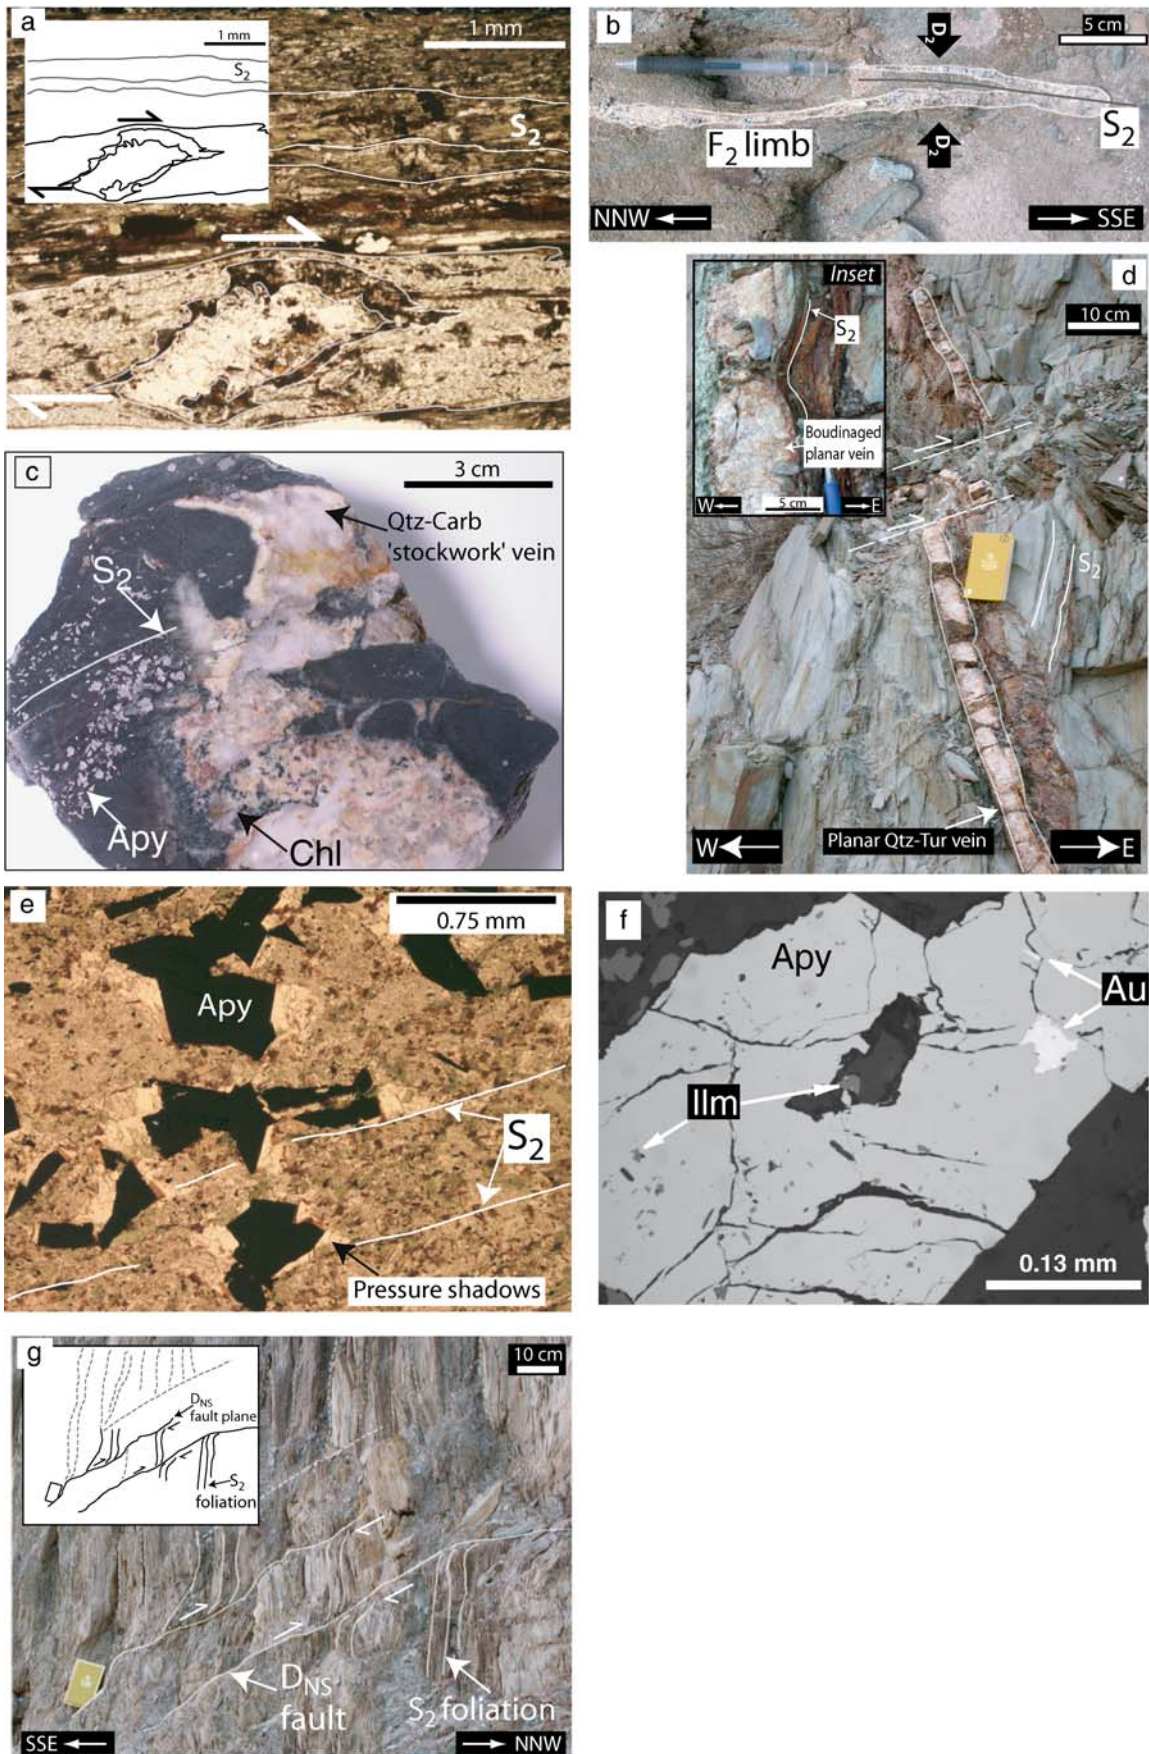 a
1 mm
S2
1 mm
S2
b
5 cm
D2
D2
F2 limb
S2
NNW
SSE
c
3 cm
Qtz-Carb
'stockwork' vein
S2
Apy
Chl
d
Inset
S2
10 cm
Boudinaged
planar vein
W
5 cm
E
S2
Planar Qtz-Tur vein
W
E
e
0.75 mm
Apy
S2
Pressure shadows
f
Apy
Au
Ilm
0.13 mm
g
10 cm
DNS
fault plane
S2
foliation
DNS
fault
S2 foliation
SSE
NNW